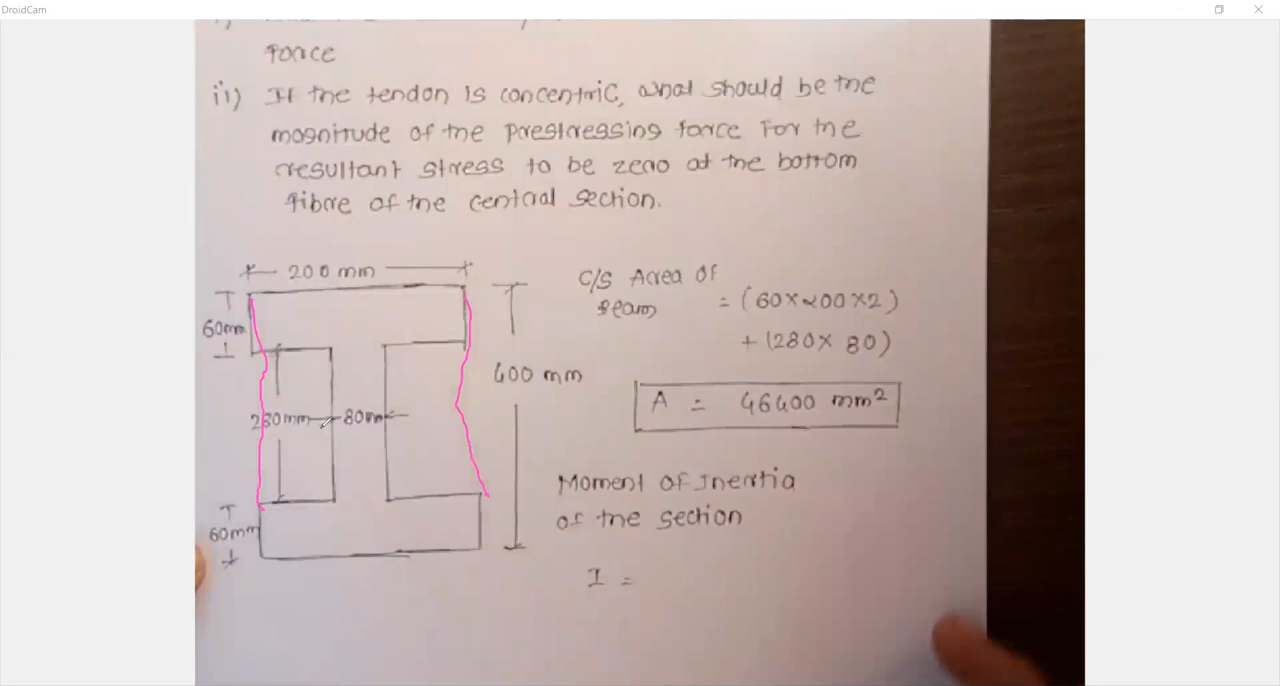 DroidCam
force
ii) If the tendon is concentric, what should be the
magnitude of the prestressing force For the
resultant stress to be zero at the bottom
fibre of the central section.
200 mm
60mm
280mm
80mm
60mm
400 mm
C/S Area of
Beam
= (60×200×2)
+ (280× 80)
A = 46400 mm²
Moment of Inertia
of the section
I =